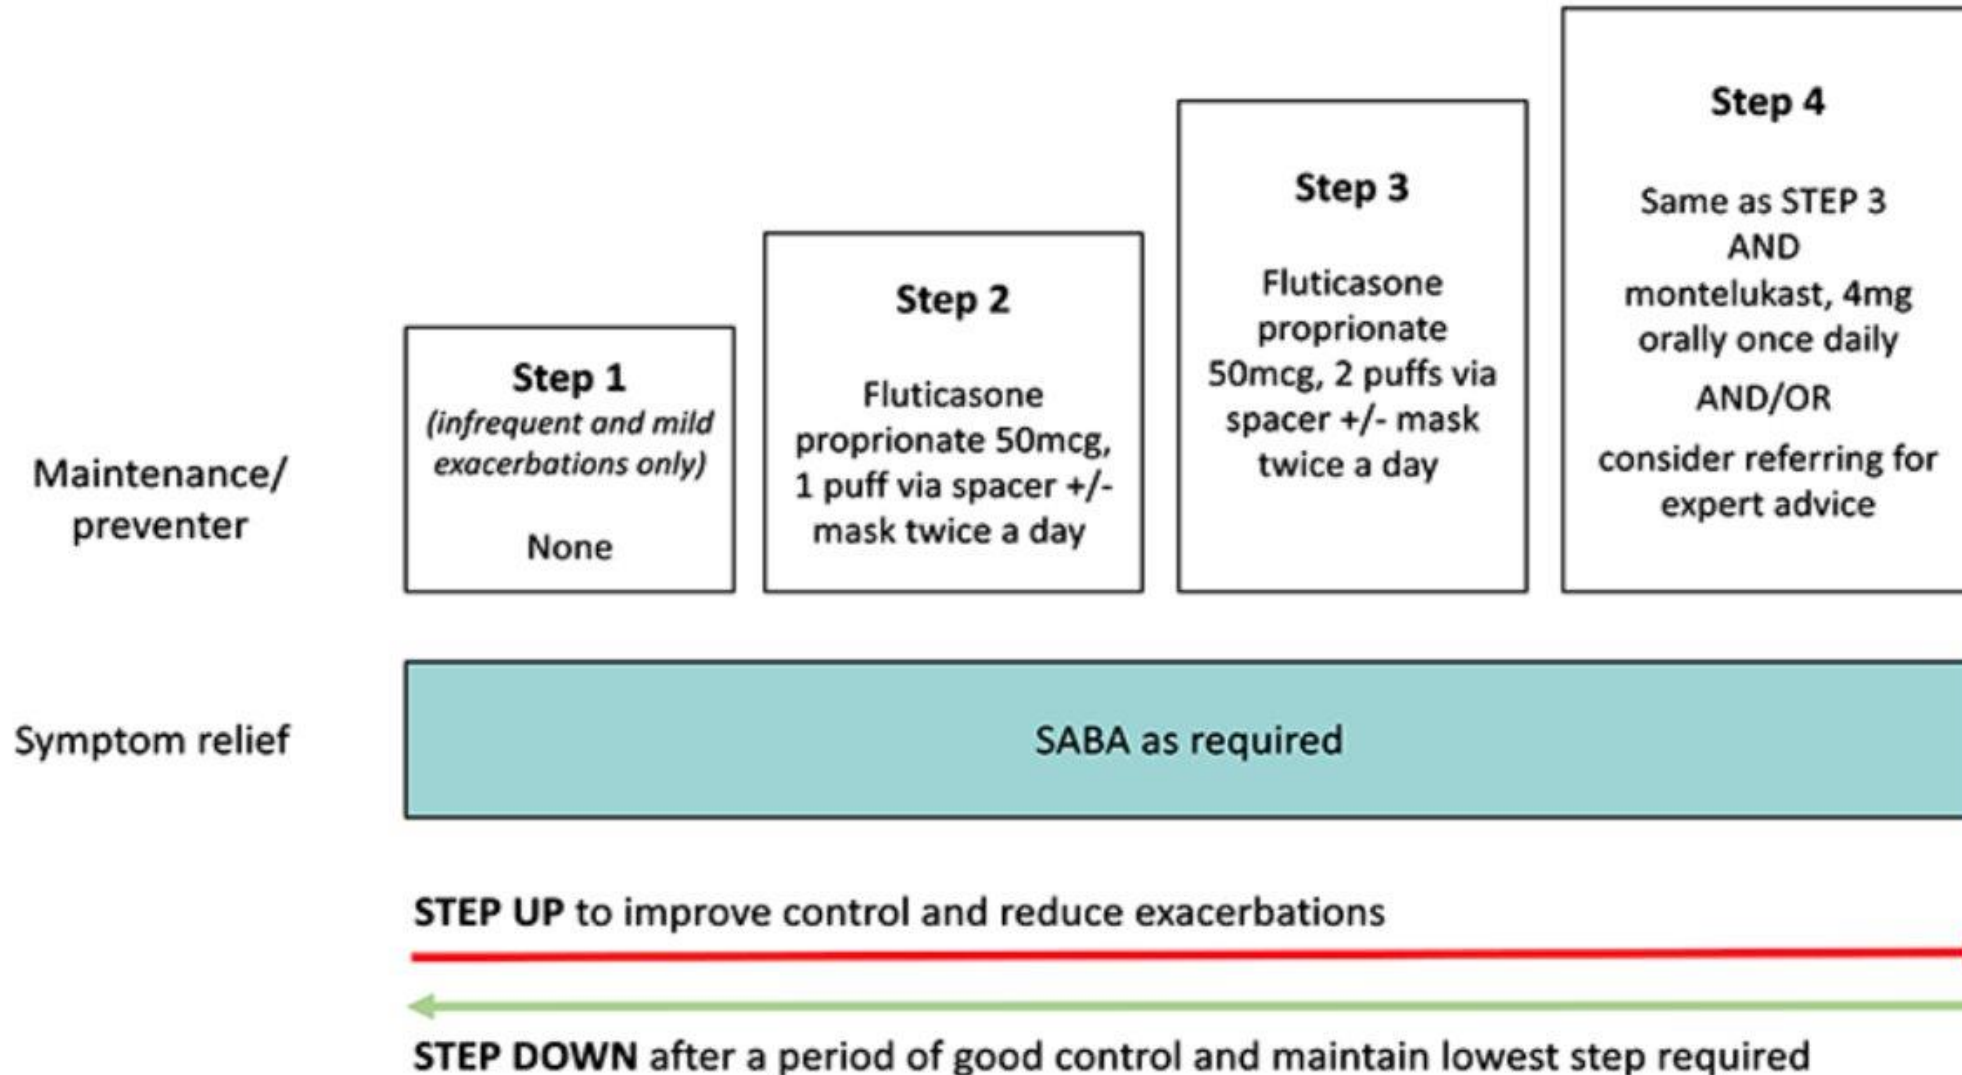 Maintenance/
preventer
Step 1
(infrequent and mild
exacerbations only)
None
Step 2
Fluticasone
proprionate 50mcg,
1 puff via spacer +/-
mask twice a day
Step 3
Fluticasone
proprionate
50mcg, 2 puffs via
spacer +/- mask
twice a day
Step 4
Same as STEP 3
AND
montelukast, 4mg
orally once daily
AND/OR
consider referring for
expert advice
Symptom relief
SABA as required
STEP UP to improve control and reduce exacerbations
STEP DOWN after a period of good control and maintain lowest step required